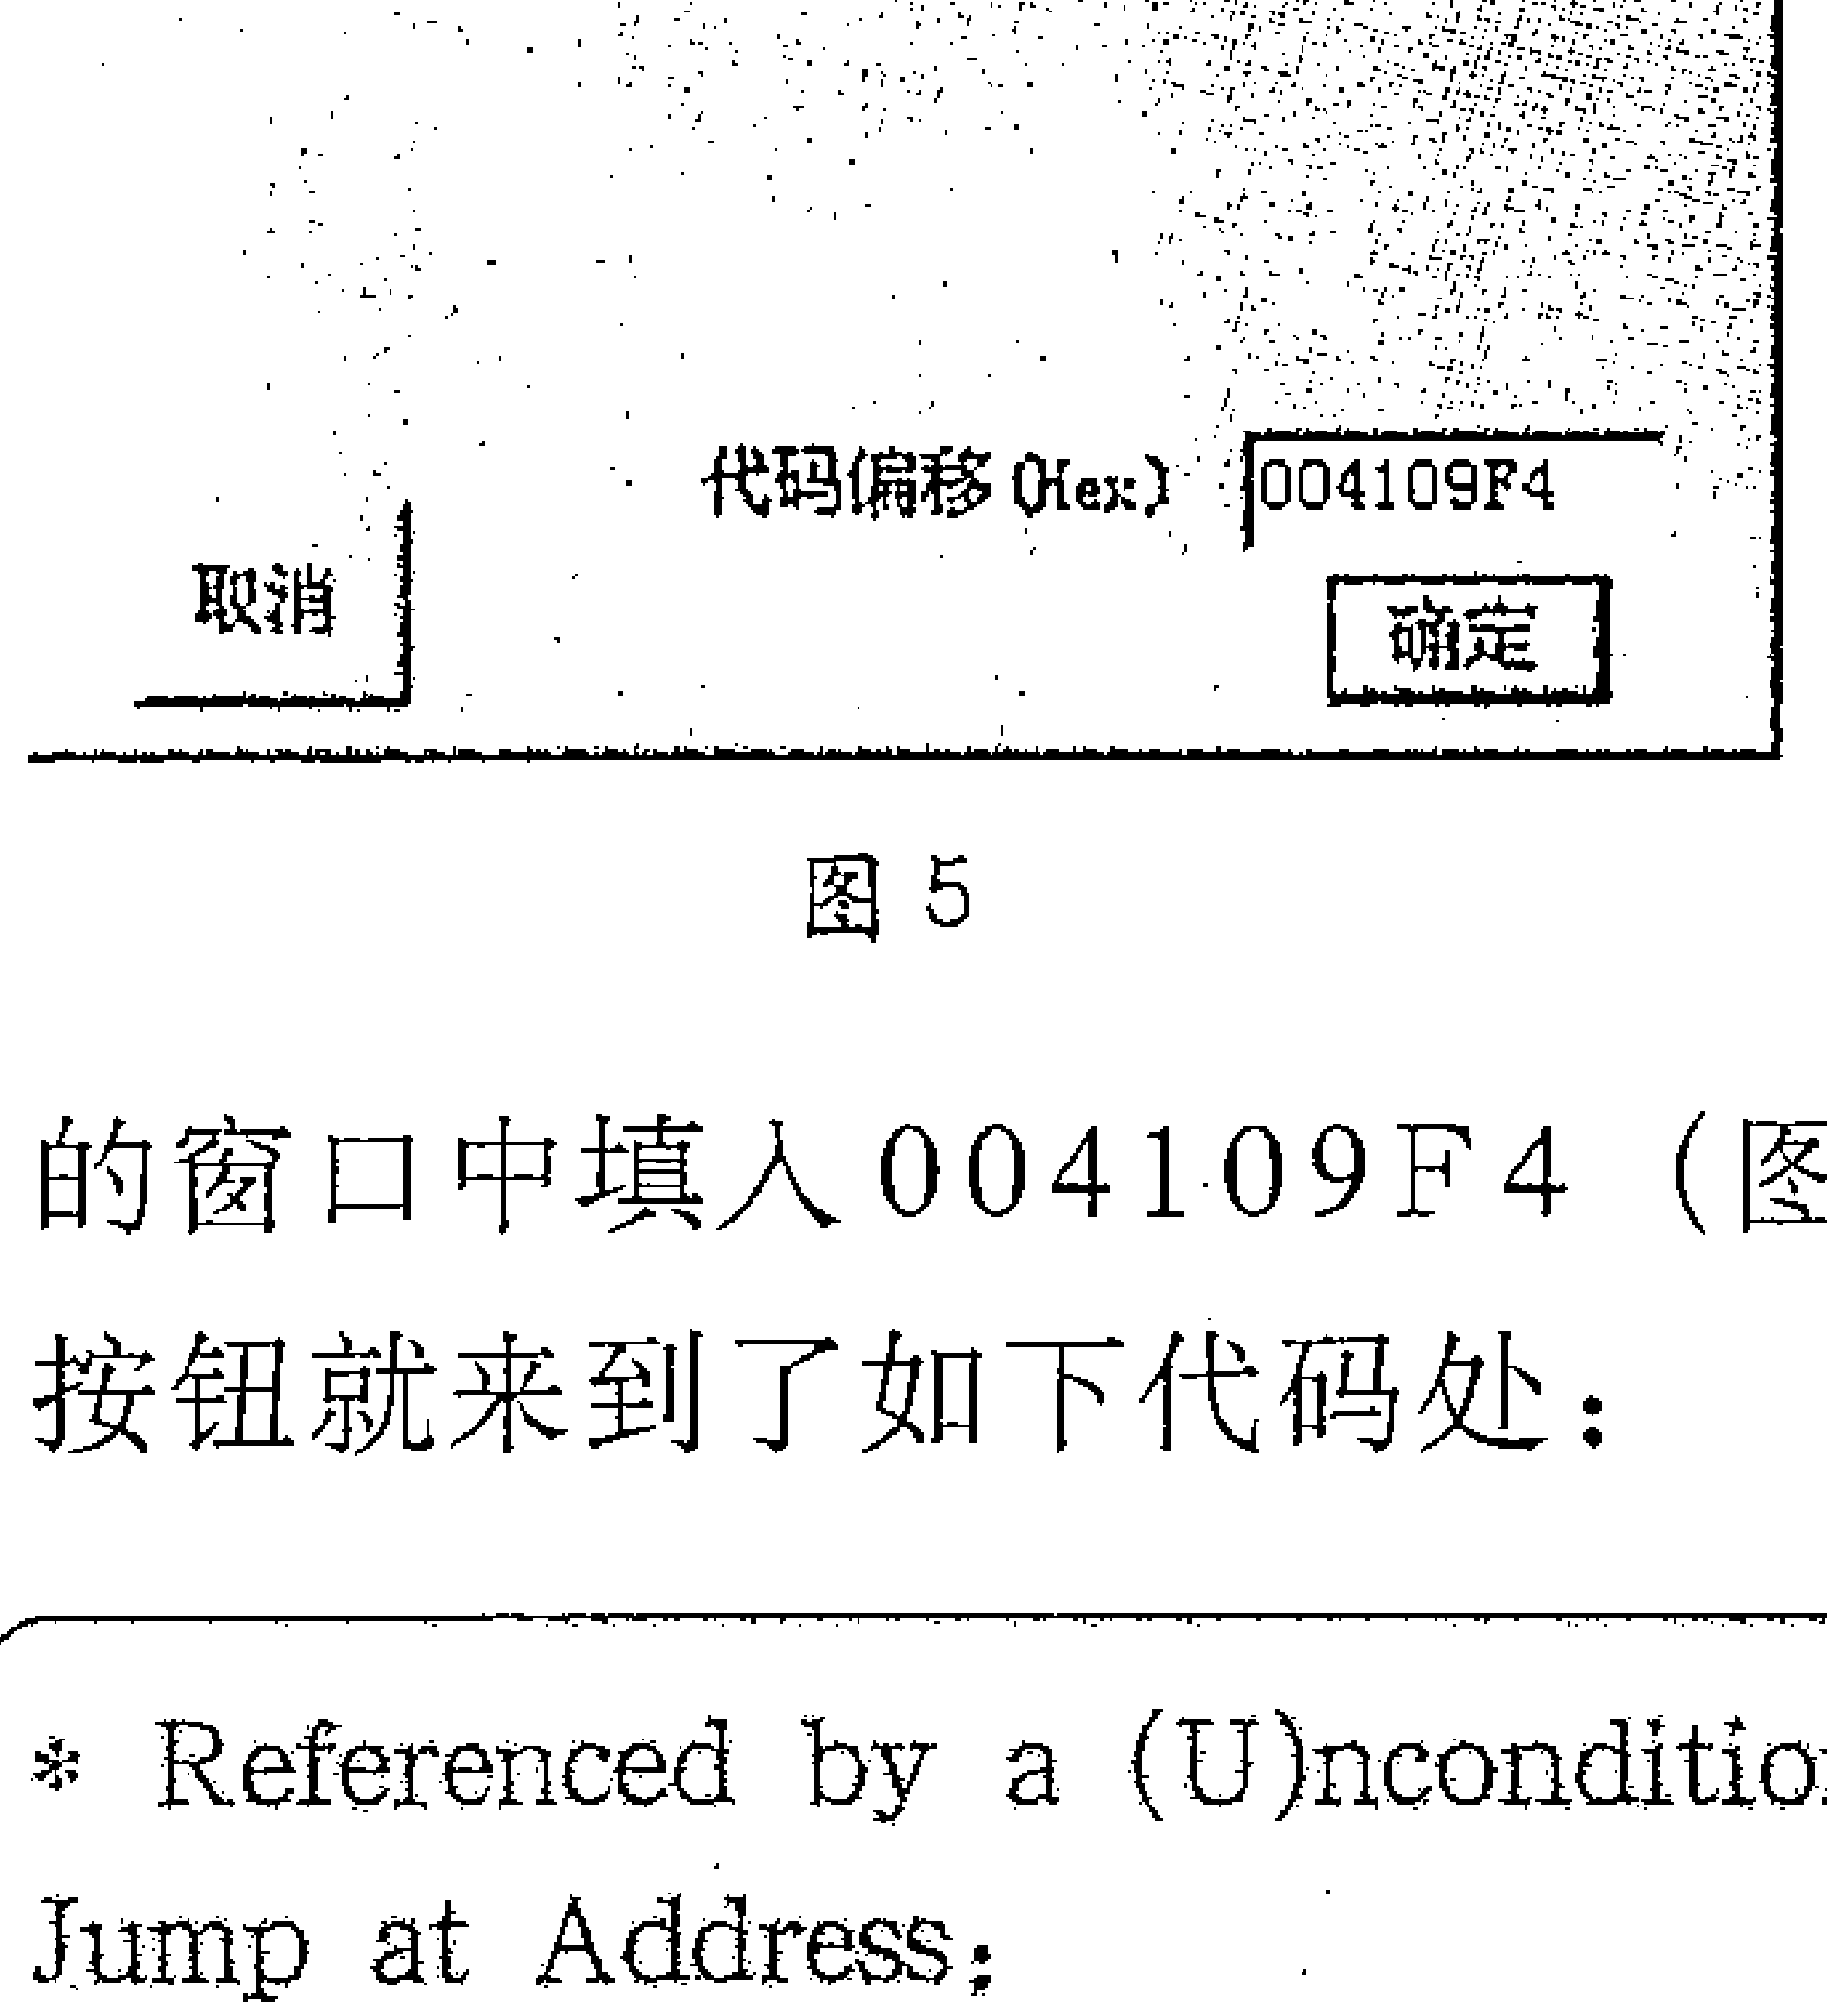 代码偏移(Hex) 004109F4
取消 确定
图 5
的窗口中填入004109F4（图
按钮就来到了如下代码处：
* Referenced by a (U)nconditio
Jump at Address: